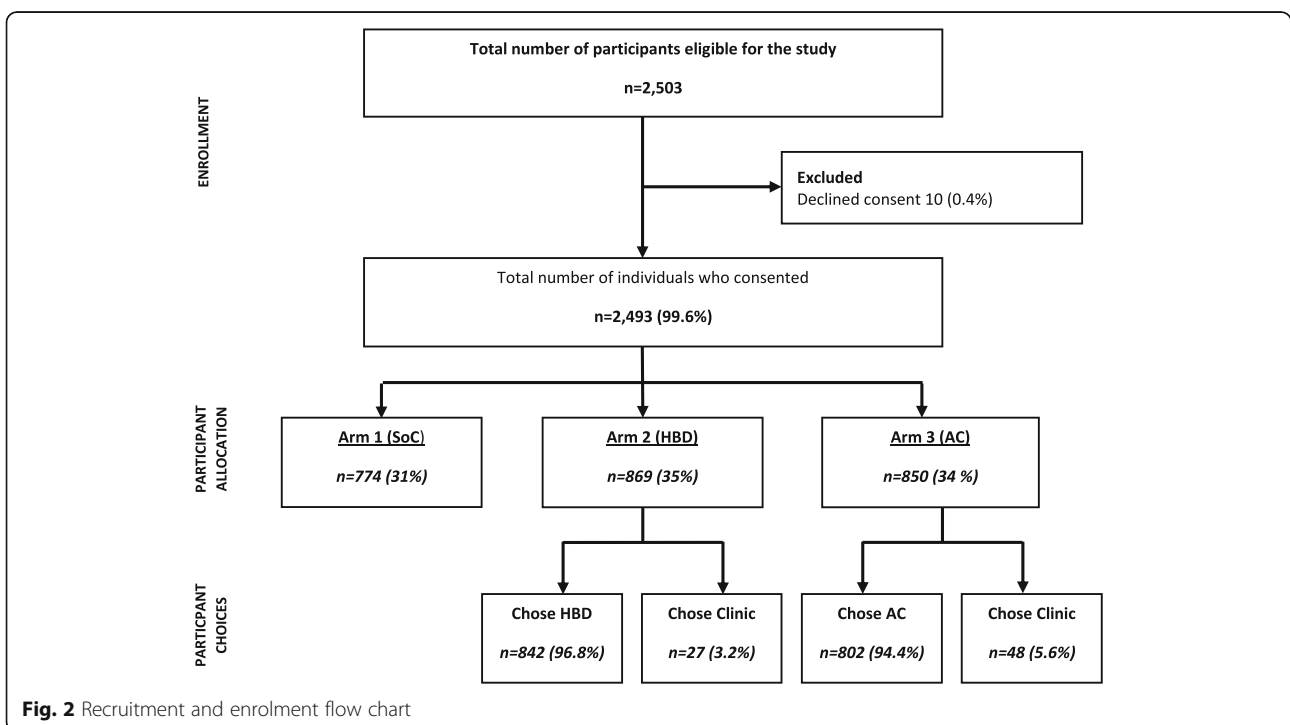 Total number of participants eligible for the study
n=2,503
ENROLLMENT
Excluded
Declined consent 10 (0.4%)
Total number of individuals who consented
n=2,493 (99.6%)
PARTICIPANT
ALLOCATION
Arm 1 (SoC)
n=774 (31%)
Arm 2 (HBD)
n=869 (35%)
Arm 3 (AC)
n=850 (34 %)
PARTICPANT
CHOICES
Chose HBD
n=842 (96.8%)
Chose Clinic
n=27 (3.2%)
Chose AC
n=802 (94.4%)
Chose Clinic
n=48 (5.6%)
Fig. 2 Recruitment and enrolment flow chart